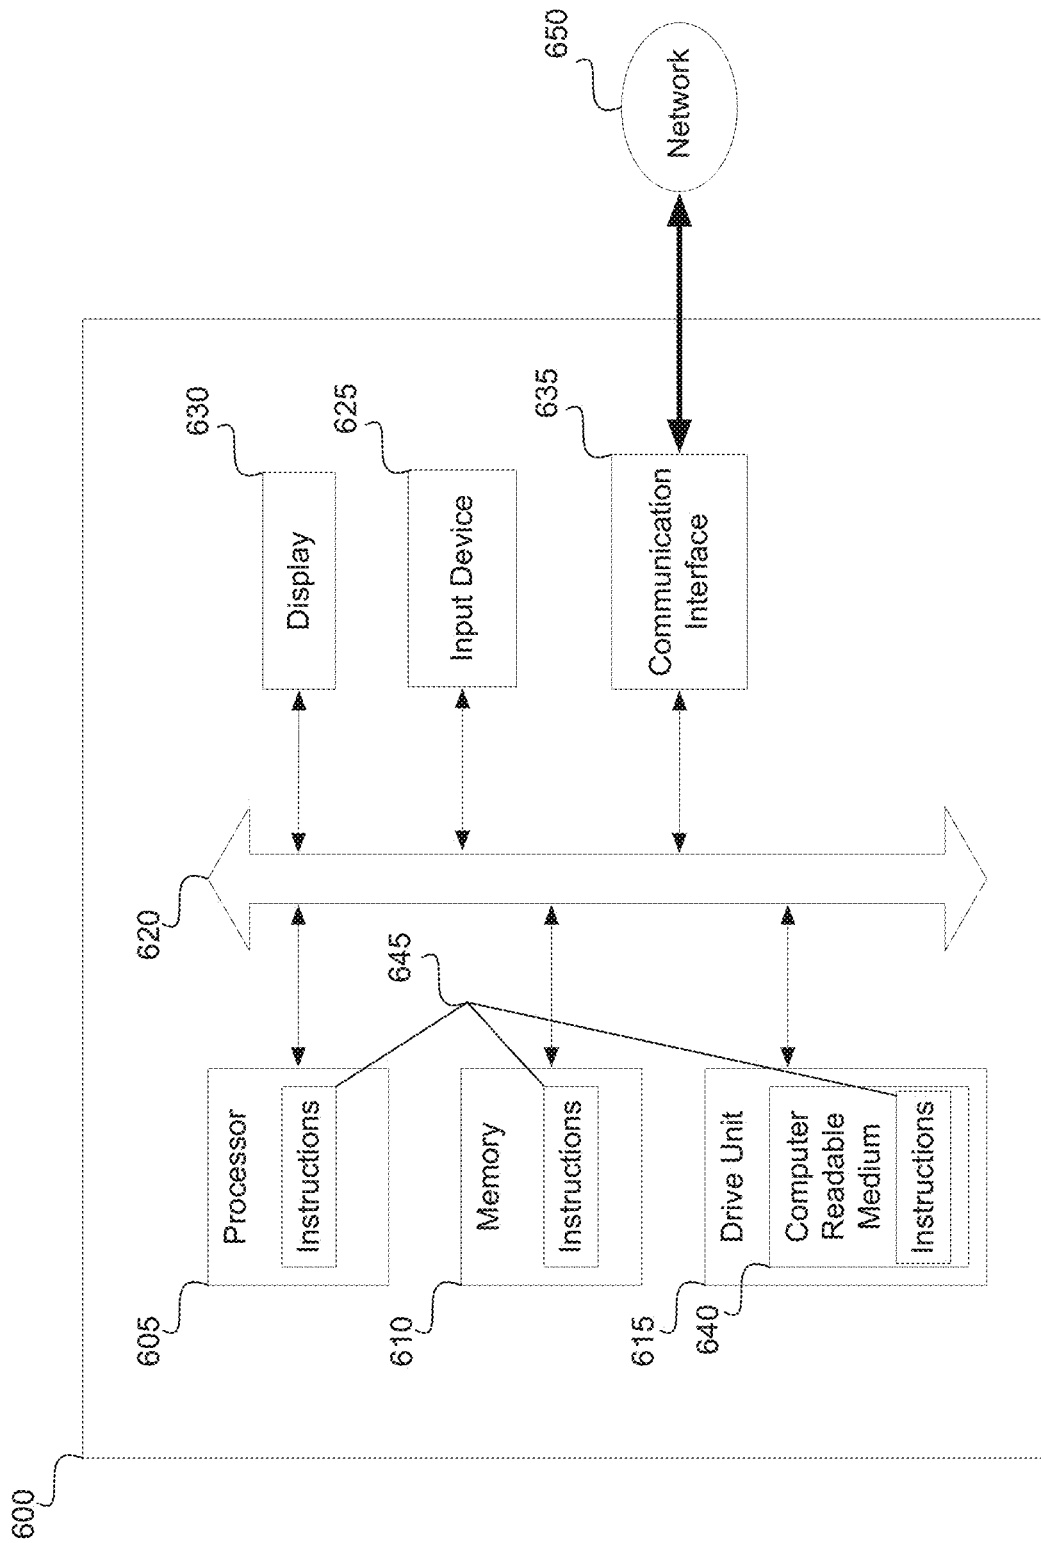 600
605
Processor
Instructions
610
Memory
Instructions
615
Drive Unit
640
Computer
Readable
Medium
Instructions
645
620
630
Display
625
Input Device
635
Communication
Interface
650
Network